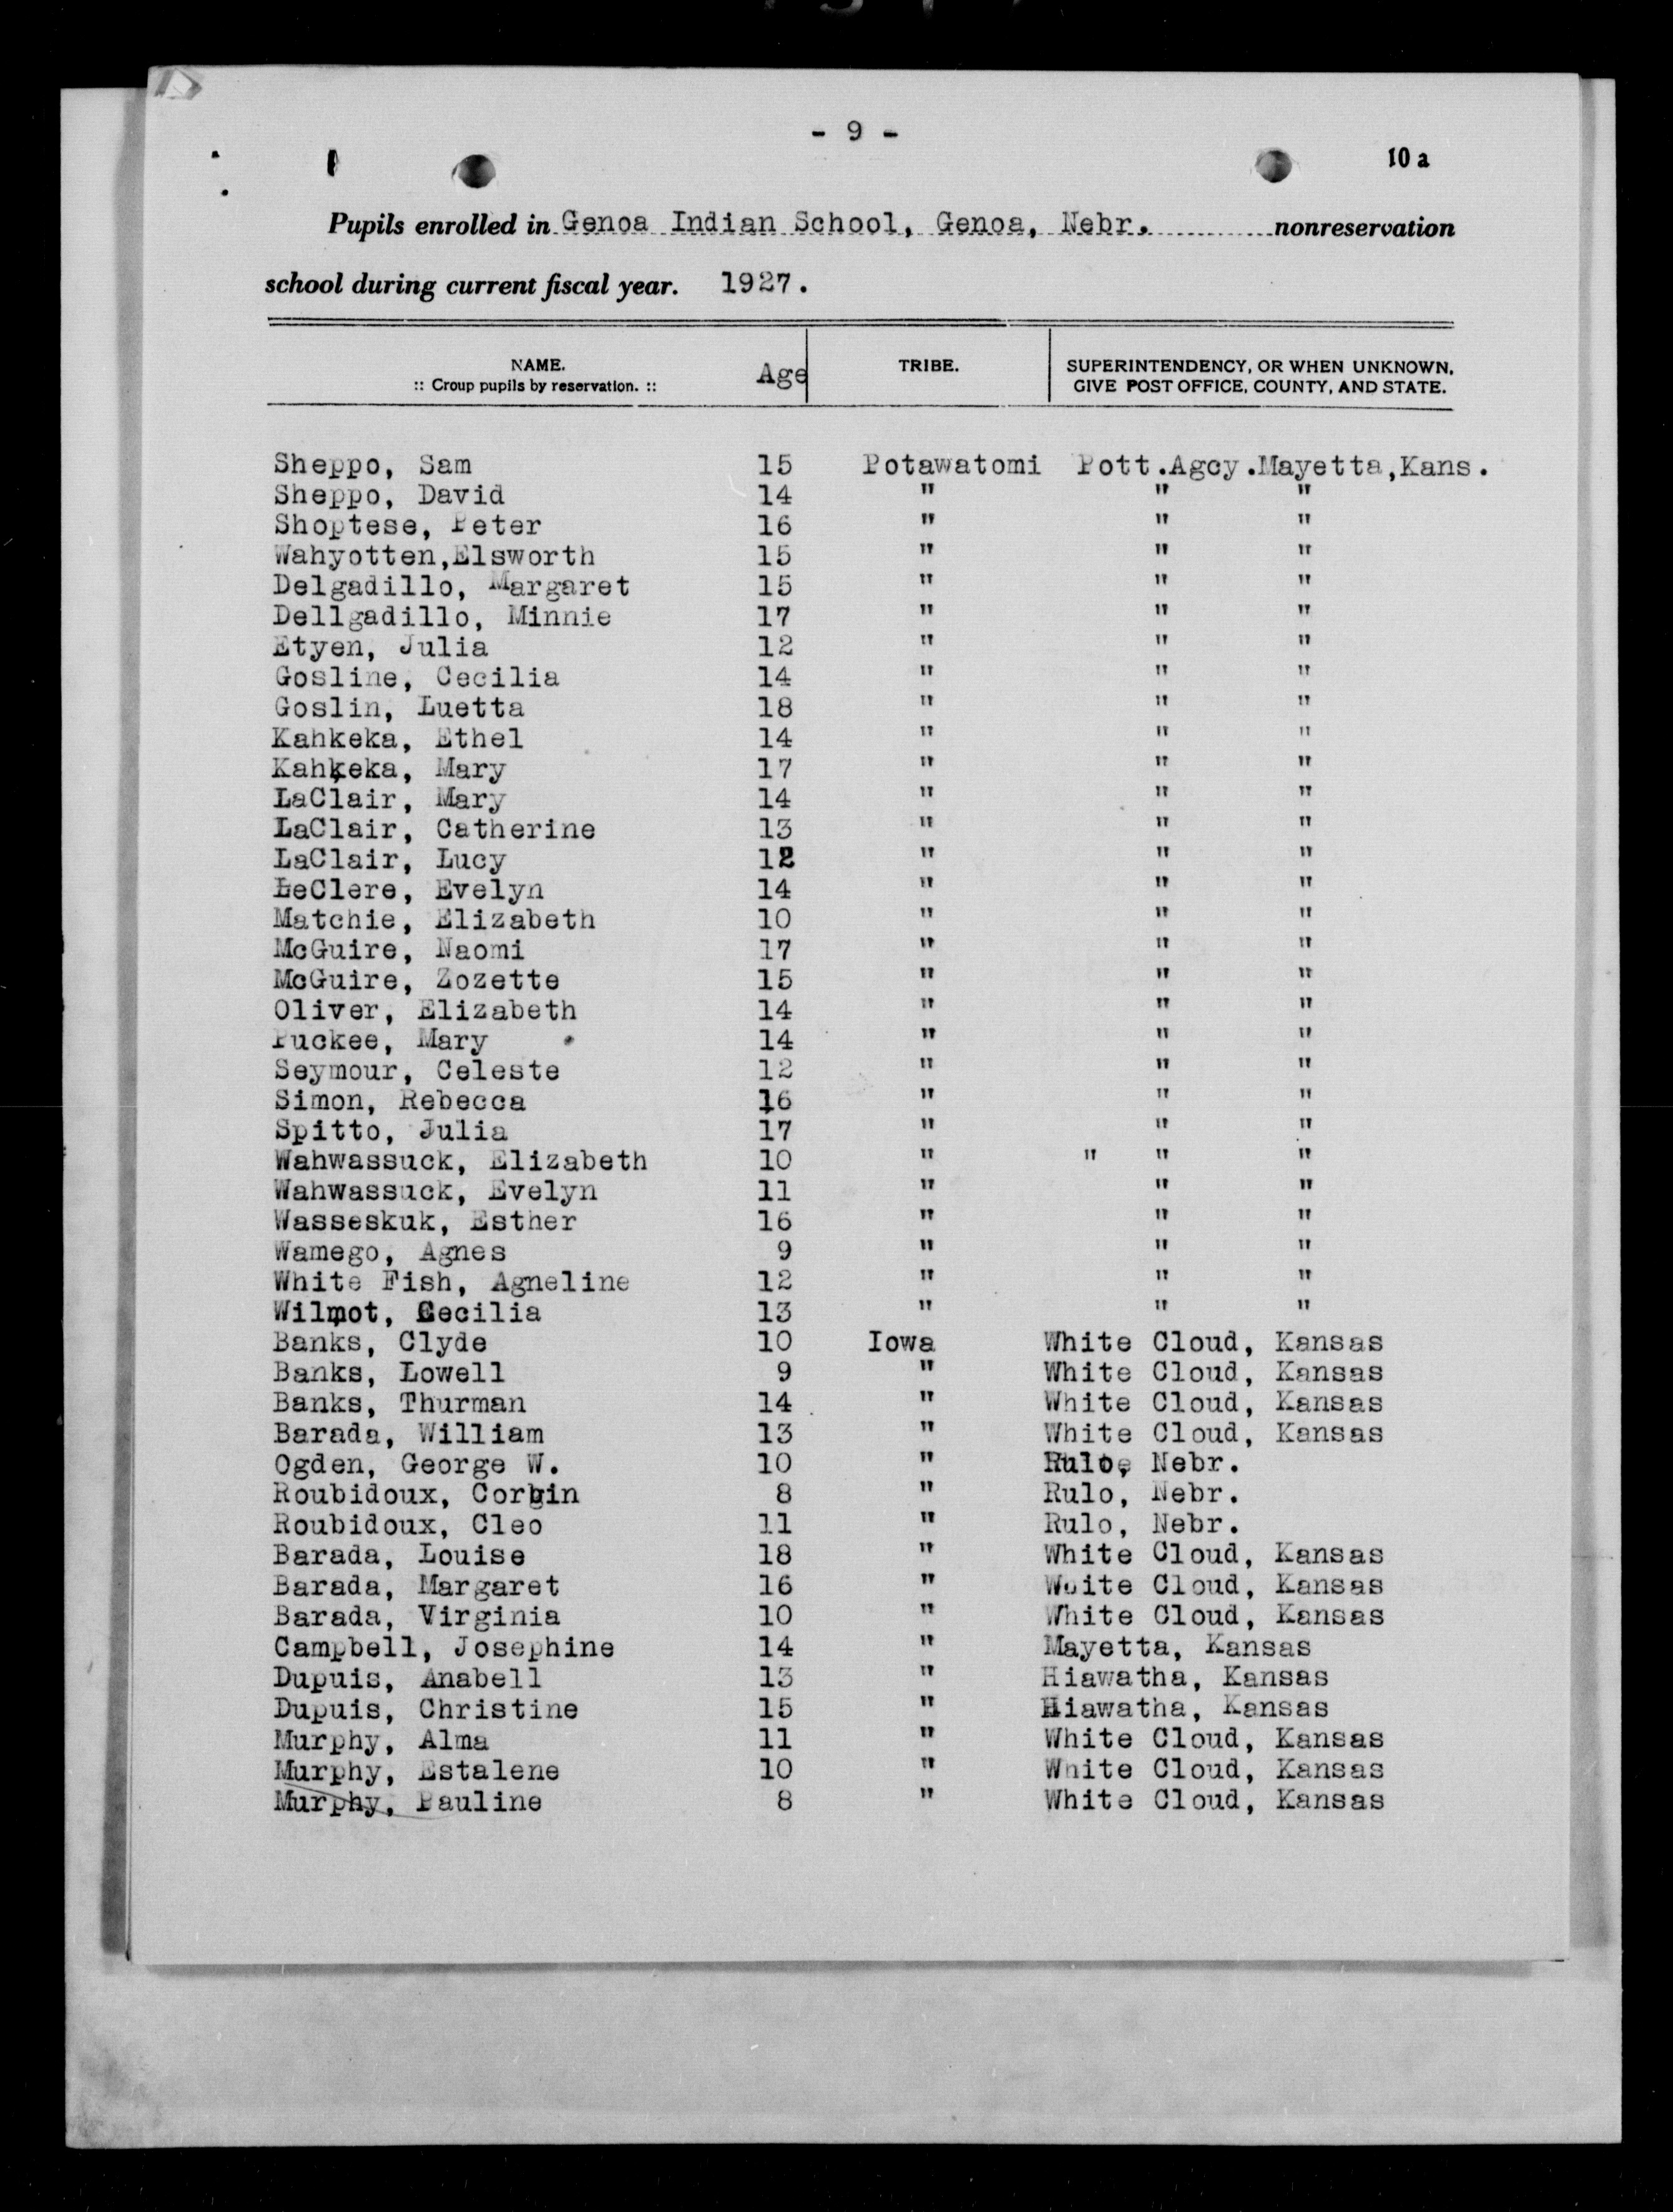 - 9 -
10 a
Pupils enrolled in Genoa Indian School, Genoa, Nebr. nonreservation
school during current fiscal year. 1927.
NAME. Age TRIBE. SUPERINTENDENCY, OR WHEN UNKNOWN,
:: Croup pupils by reservation. :: GIVE POST OFFICE, COUNTY, AND STATE.
Sheppo, Sam 15 Potawatomi Pott.Agcy.Mayetta,Kans.
Sheppo, David 14 " " "
Shoptese, Peter 16 " " "
Wahyotten,Elsworth 15 " " "
Delgadillo, Margaret 15 " " "
Dellgadillo, Minnie 17 " " "
Etyen, Julia 12 " " "
Gosline, Cecilia 14 " " "
Goslin, Luetta 18 " " "
Kahkeka, Ethel 14 " " "
Kahkeka, Mary 17 " " "
LaClair, Mary 14 " " "
LaClair, Catherine 13 " " "
LaClair, Lucy 12 " " "
LeClere, Evelyn 14 " " "
Matchie, Elizabeth 10 " " "
McGuire, Naomi 17 " " "
McGuire, Zozette 15 " " "
Oliver, Elizabeth 14 " " "
Puckee, Mary 14 " " "
Seymour, Celeste 12 " " "
Simon, Rebecca 16 " " "
Spitto, Julia 17 " " "
Wahwassuck, Elizabeth 10 " " " "
Wahwassuck, Evelyn 11 " " "
Wasseskuk, Esther 16 " " "
Wamego, Agnes 9 " " "
White Fish, Agneline 12 " " "
Wilmot, Cecilia 13 " " "
Banks, Clyde 10 Iowa White Cloud, Kansas
Banks, Lowell 9 " White Cloud, Kansas
Banks, Thurman 14 " White Cloud, Kansas
Barada, William 13 " White Cloud, Kansas
Ogden, George W. 10 " Rulo, Nebr.
Roubidoux, Corbin 8 " Rulo, Nebr.
Roubidoux, Cleo 11 " Rulo, Nebr.
Barada, Louise 18 " White Cloud, Kansas
Barada, Margaret 16 " White Cloud, Kansas
Barada, Virginia 10 " White Cloud, Kansas
Campbell, Josephine 14 " Mayetta, Kansas
Dupuis, Anabell 13 " Hiawatha, Kansas
Dupuis, Christine 15 " Hiawatha, Kansas
Murphy, Alma 11 " White Cloud, Kansas
Murphy, Estalene 10 " White Cloud, Kansas
Murphy, Pauline 8 " White Cloud, Kansas